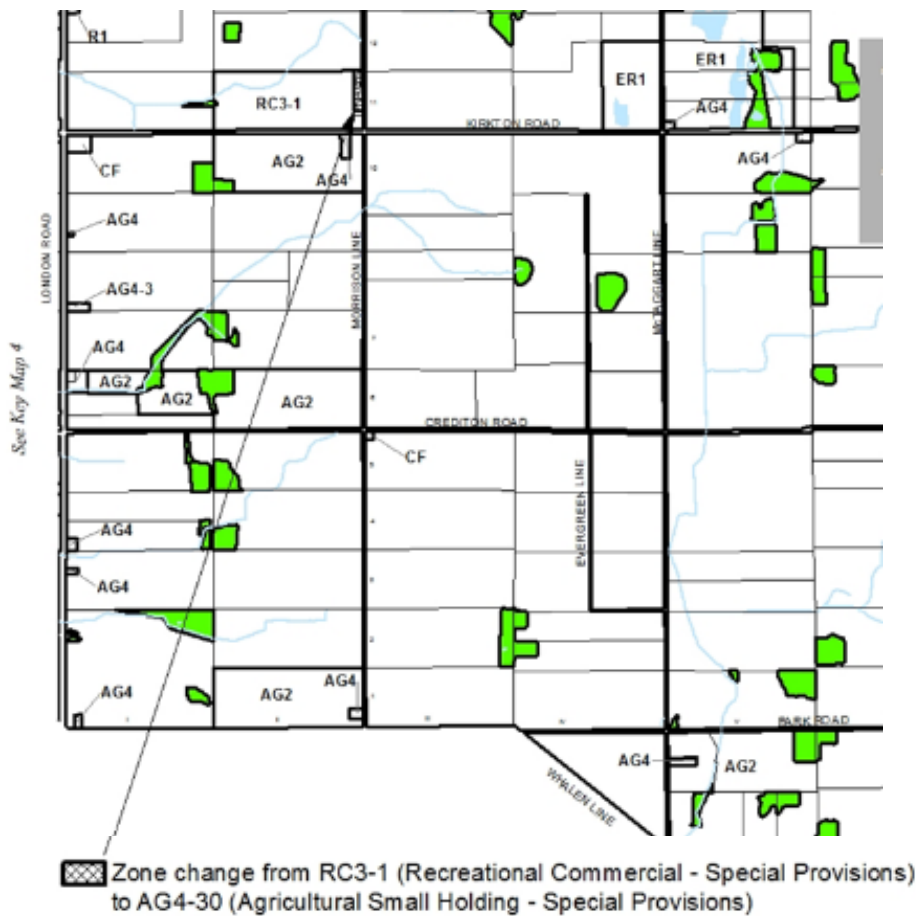 R1
ER1
ER1
RC3-1
AG4
KIRKTON ROAD
CF
AG2
AG4
AG4
AG4
LONDON ROAD
MORRISON LINE
McTAGGART LINE
AG4-3
See Key Map 4
AG4
AG2
AG2
AG2
CREDITON ROAD
CF
EVERGREEN LINE
AG4
AG4
AG4
AG2
AG4
PARK ROAD
AG4
AG2
WHALEN LINE
Zone change from RC3-1 (Recreational Commercial - Special Provisions)
to AG4-30 (Agricultural Small Holding - Special Provisions)